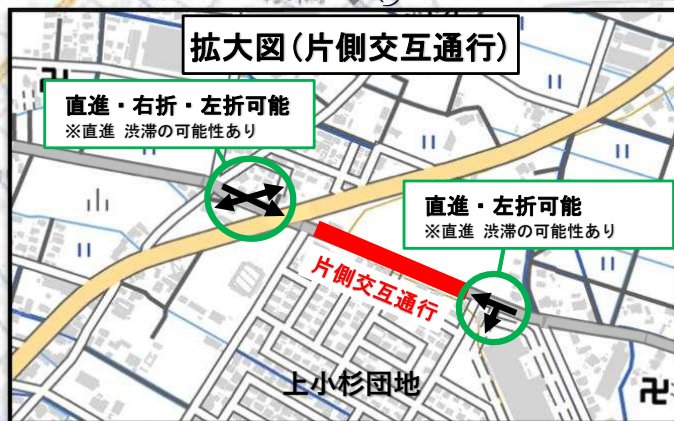 拡大図(片側交互通行)
直進・右折・左折可能
※直進 渋滞の可能性あり
直進・左折可能
※直進 渋滞の可能性あり
片側交互通行
上小杉団地